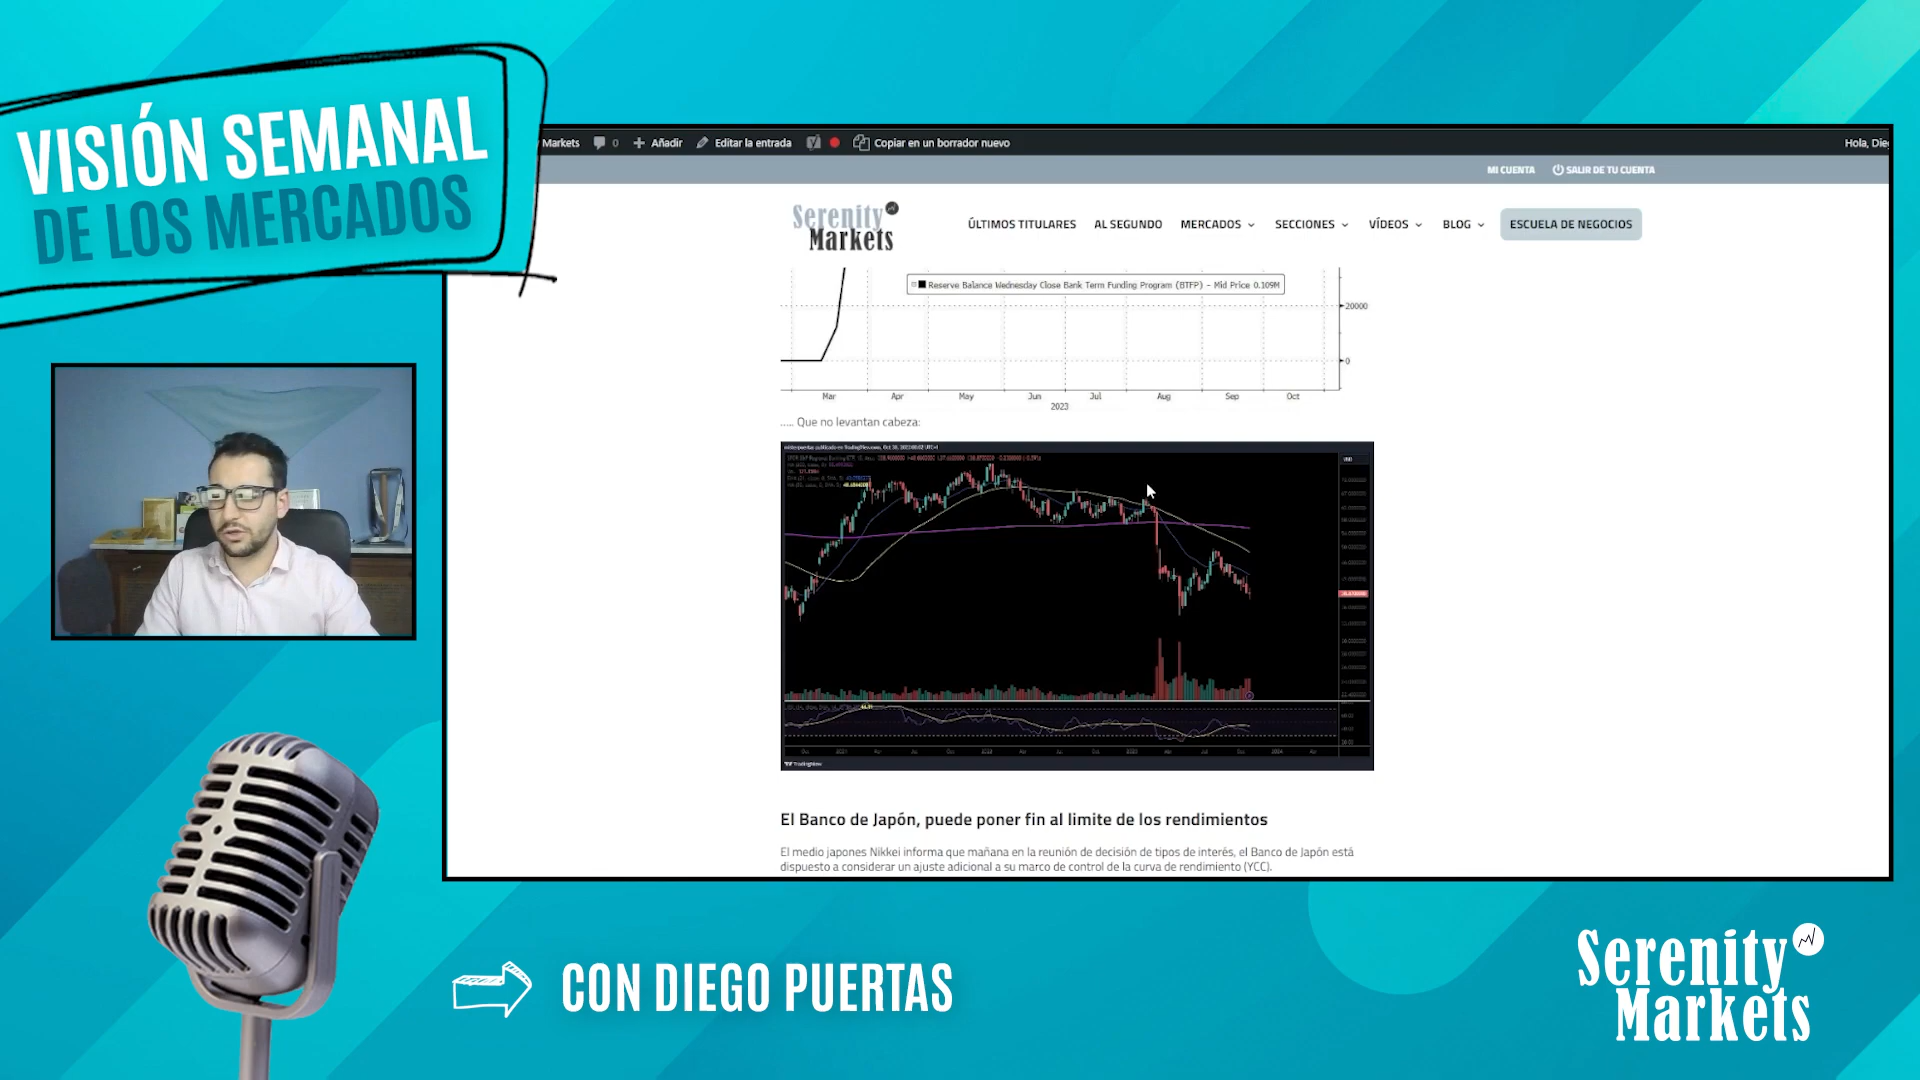 VISIÓN SEMANAL
DE LOS MERCADOS
Markets 0 Añadir Editar la entrada Copiar en un borrador nuevo Hola, Die
MI CUENTA SALIR DE TU CUENTA
Serenity
Markets
ÚLTIMOS TITULARES AL SEGUNDO MERCADOS SECCIONES VÍDEOS BLOG ESCUELA DE NEGOCIOS
Reserve Balance Wednesday Close Bank Term Funding Program (BTFP) - Mid Price 0.109M
20000
0
Mar Apr May Jun Jul Aug Sep Oct
2023
..... Que no levantan cabeza:
TradingView
El Banco de Japón, puede poner fin al limite de los rendimientos
El medio japones Nikkei informa que mañana en la reunión de decisión de tipos de interés, el Banco de Japón está
dispuesto a considerar un ajuste adicional a su marco de control de la curva de rendimiento (YCC).
CON DIEGO PUERTAS
Serenity
Markets